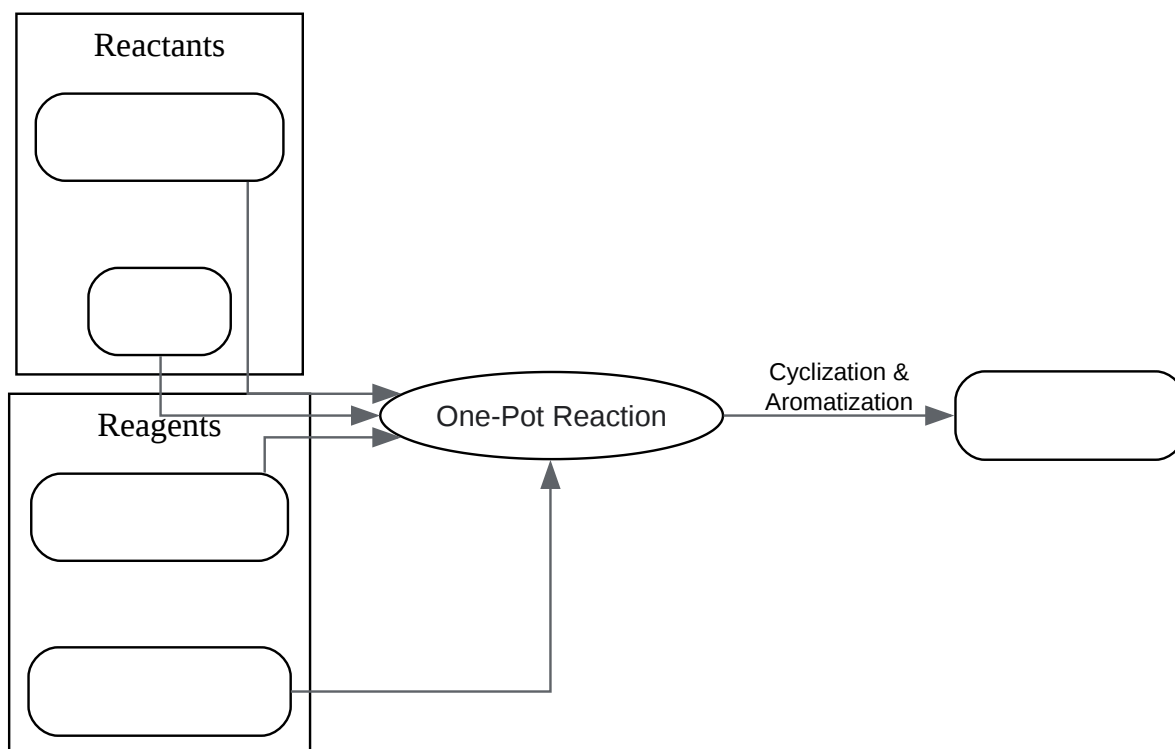 Reactants
Reagents
One-Pot Reaction
Cyclization &
Aromatization